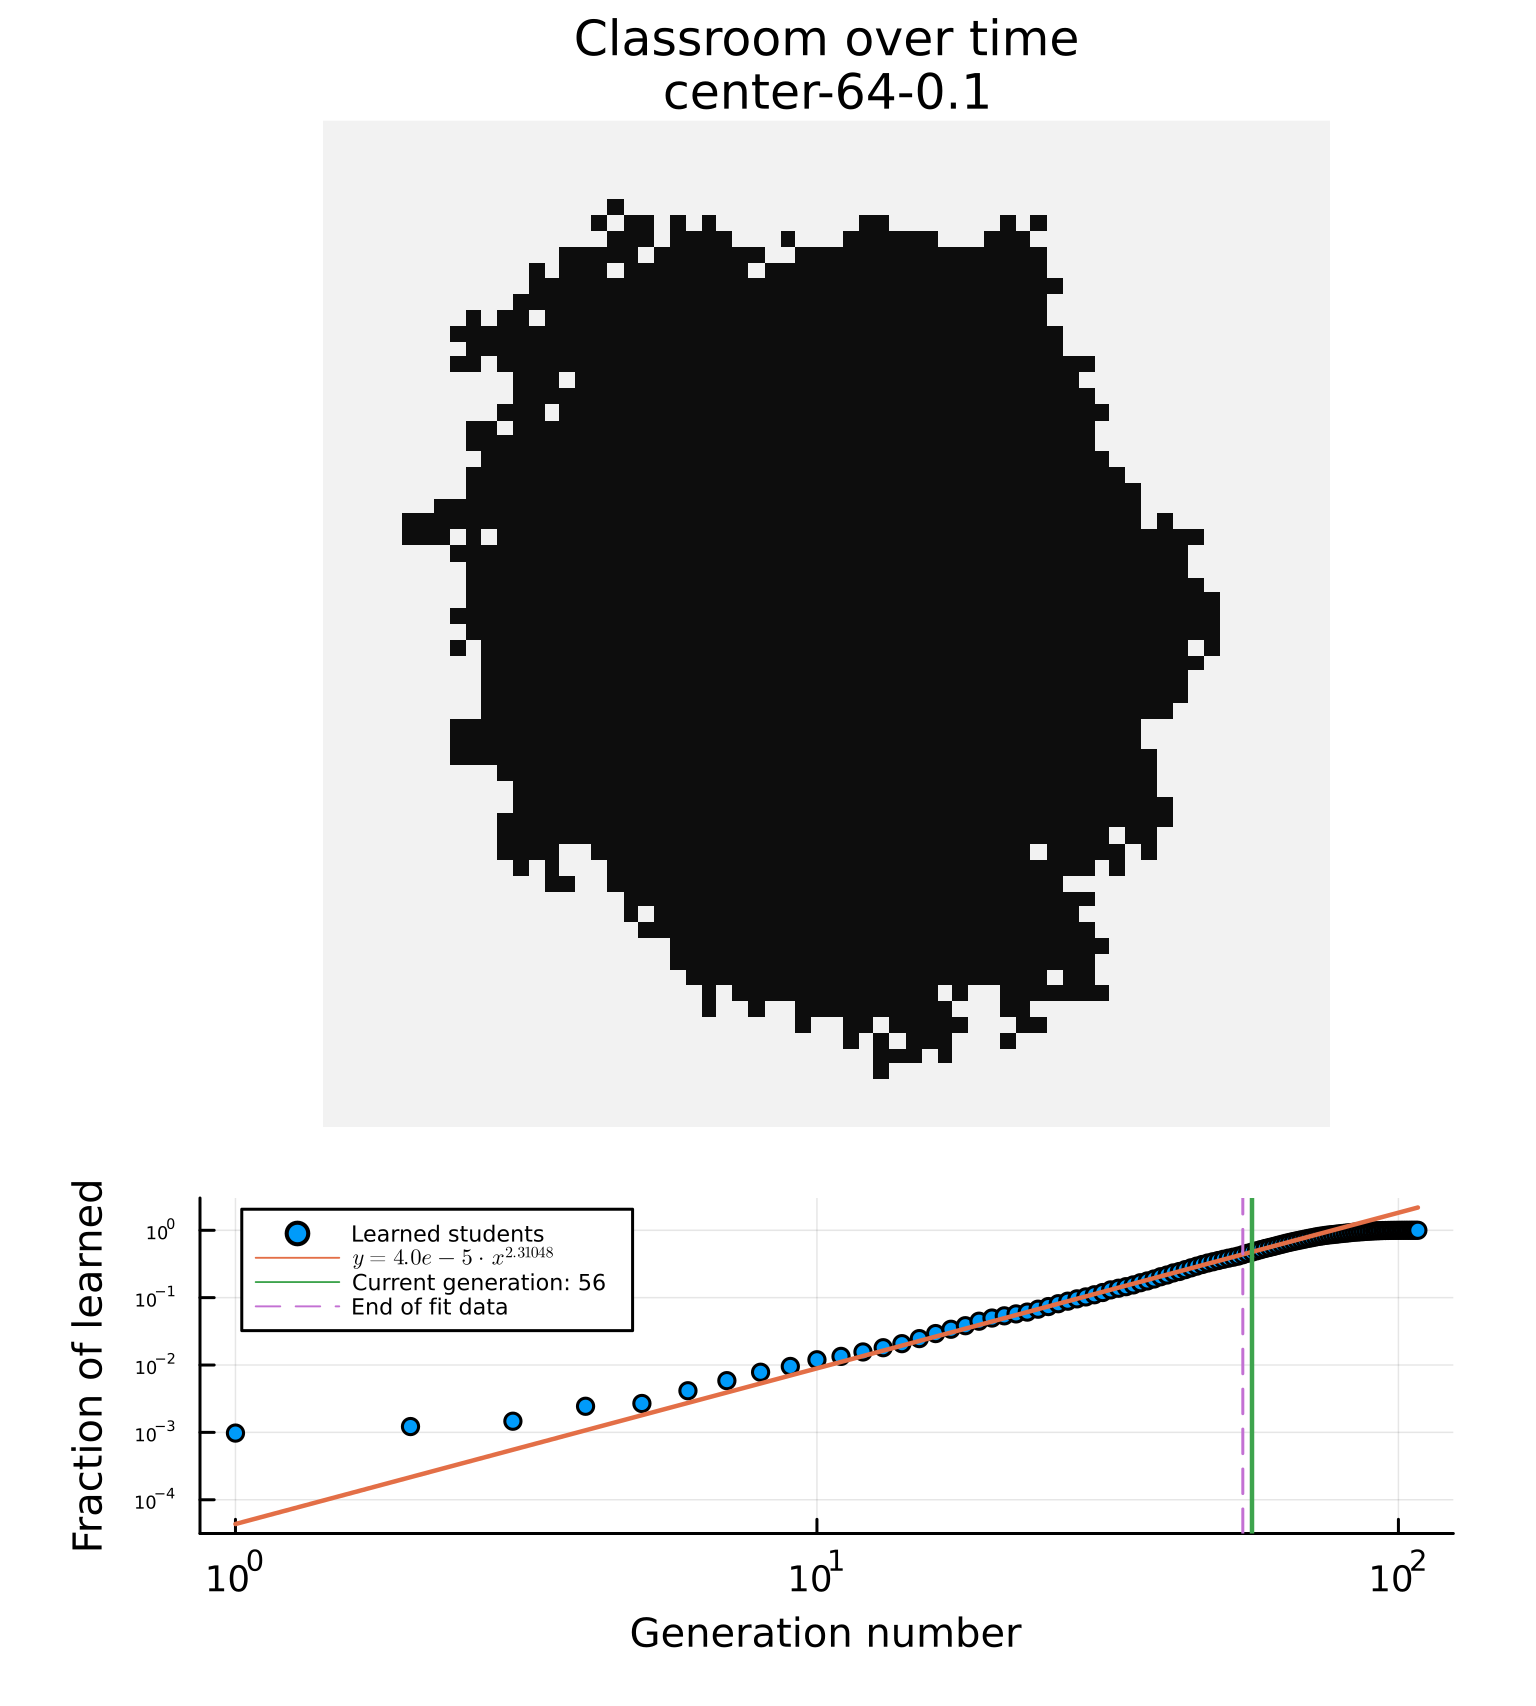 Classroom over time
center-64-0.1
Fraction of learned
10^0
10^-1
10^-2
10^-3
10^-4
Learned students
y = 4.0e − 5 · x^2.31048
Current generation: 56
End of fit data
10^0 10^1 10^2
Generation number